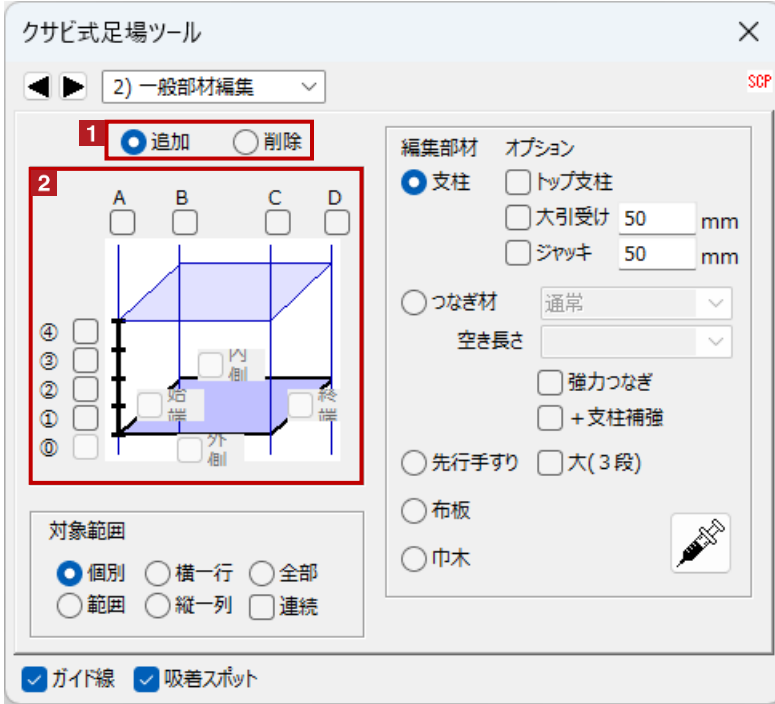 クサビ式足場ツール
2) 一般部材編集
SCP
1
追加 削除
2
A B C D
④
③
②
①
⓪
内側
始端
終端
外側
対象範囲
個別 横一行 全部
範囲 縦一列 連続
編集部材 オプション
支柱 トップ支柱
大引受け 50 mm
ジャッキ 50 mm
つなぎ材 通常
空き長さ
強力つなぎ
+支柱補強
先行手すり 大(3段)
布板
巾木
ガイド線 吸着スポット